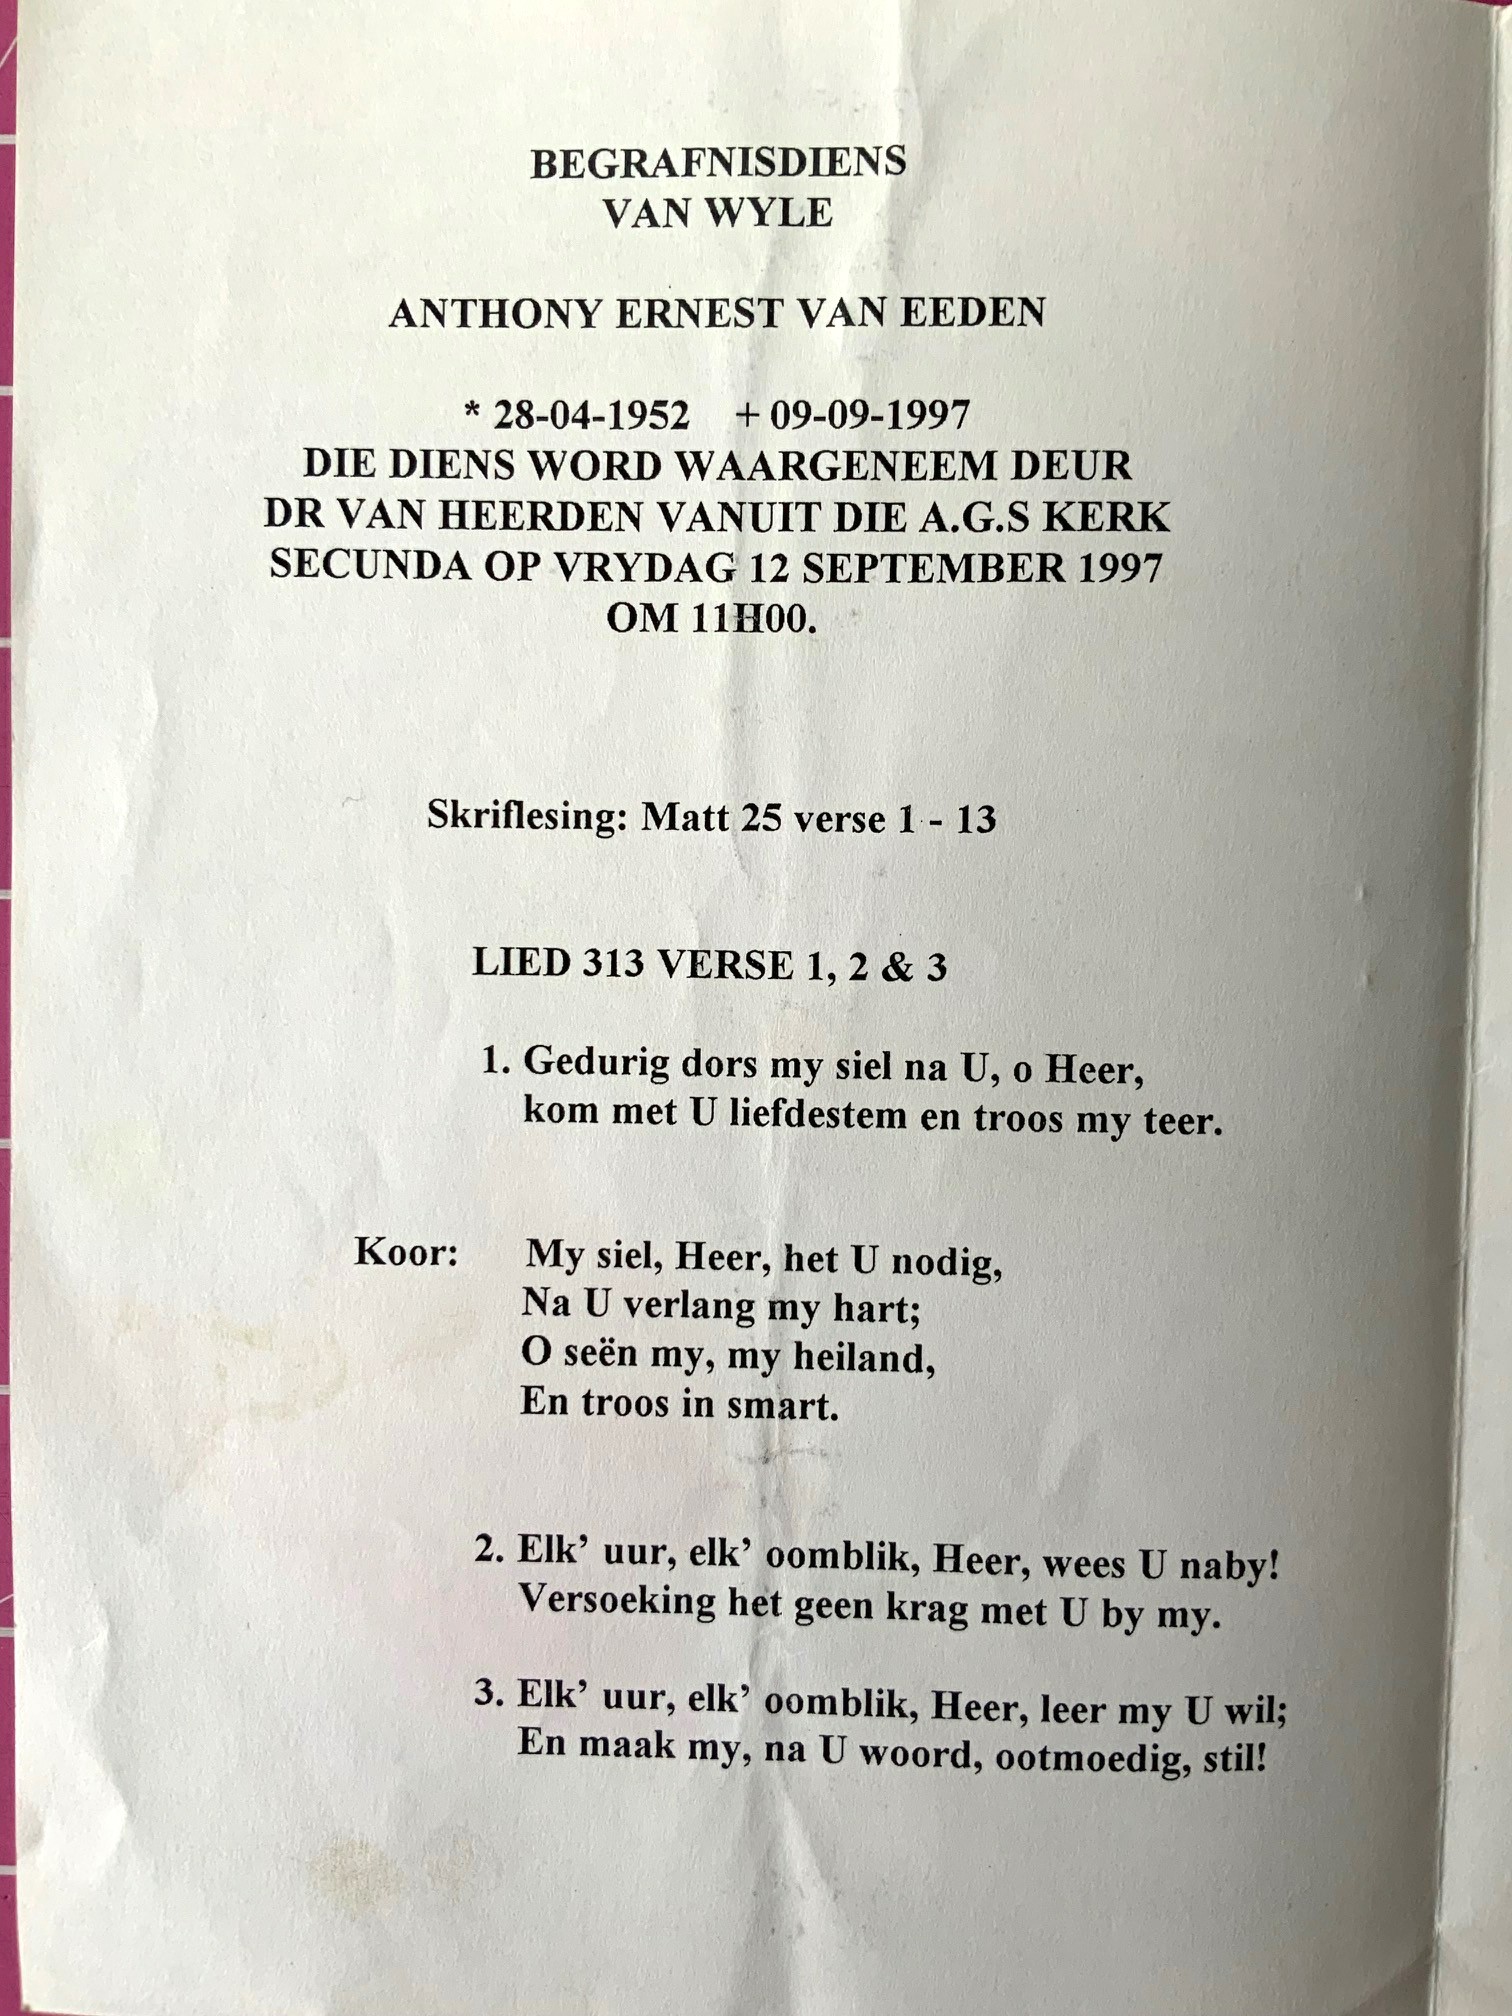 BEGRAFNISDIENS
VAN WYLE
ANTHONY ERNEST VAN EEDEN
* 28-04-1952 + 09-09-1997
DIE DIENS WORD WAARGENEEM DEUR
DR VAN HEERDEN VANUIT DIE A.G.S KERK
SECUNDA OP VRYDAG 12 SEPTEMBER 1997
OM 11H00.
Skriflesing: Matt 25 verse 1 - 13
LIED 313 VERSE 1, 2 & 3
1. Gedurig dors my siel na U, o Heer,
kom met U liefdestem en troos my teer.
Koor: My siel, Heer, het U nodig,
Na U verlang my hart;
O seën my, my heiland,
En troos in smart.
2. Elk’ uur, elk’ oomblik, Heer, wees U naby!
Versoeking het geen krag met U by my.
3. Elk’ uur, elk’ oomblik, Heer, leer my U wil;
En maak my, na U woord, ootmoedig, stil!